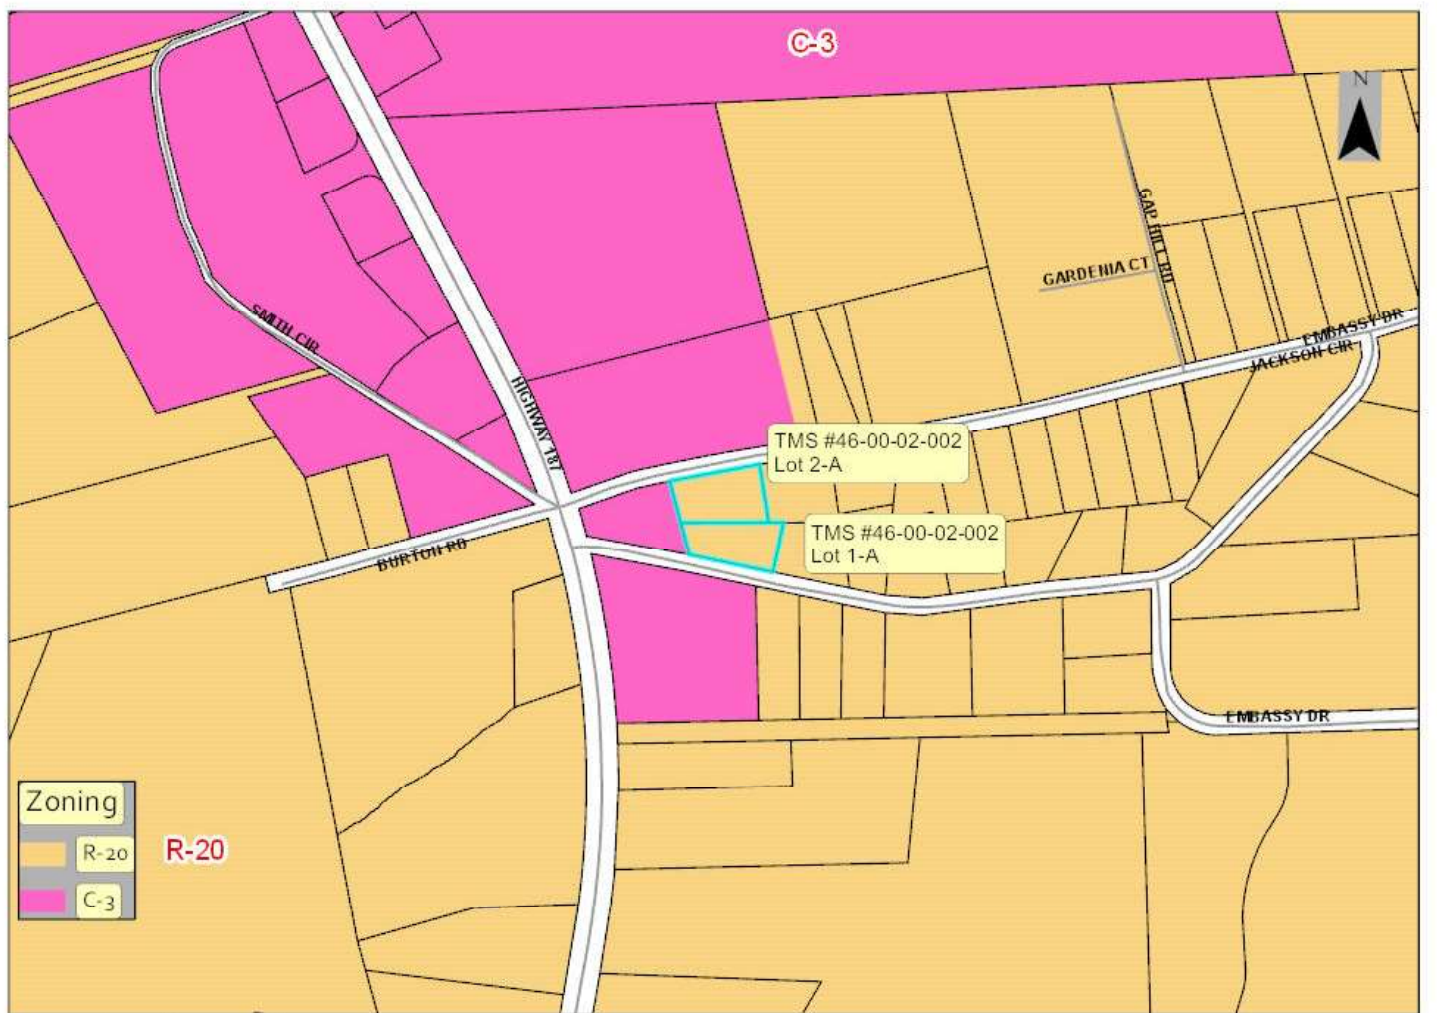 C-3
N
GAP HILL RD
GARDENIA CT
SMITH CIR
EMBASSY DR
JACKSON CIR
HIGHWAY 187
TMS #46-00-02-002
Lot 2-A
TMS #46-00-02-002
Lot 1-A
BURTON RD
EMBASSY DR
Zoning
R-20
C-3
R-20